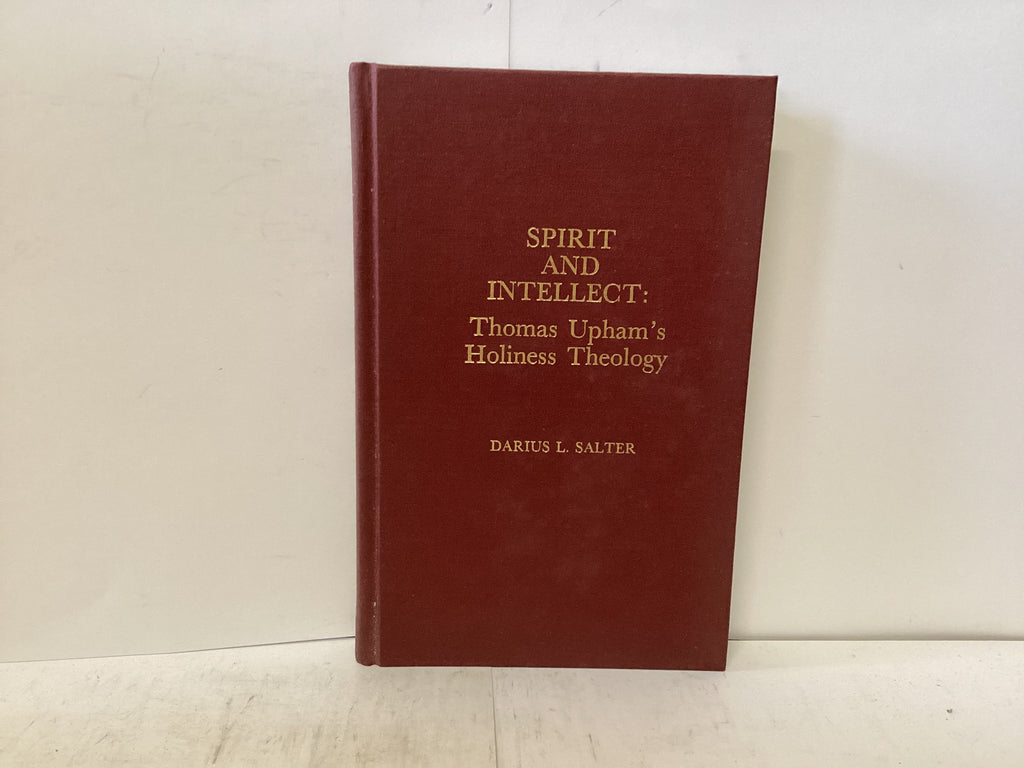 SPIRIT
AND
INTELLECT:
Thomas Upham's
Holiness Theology
DARIUS L. SALTER